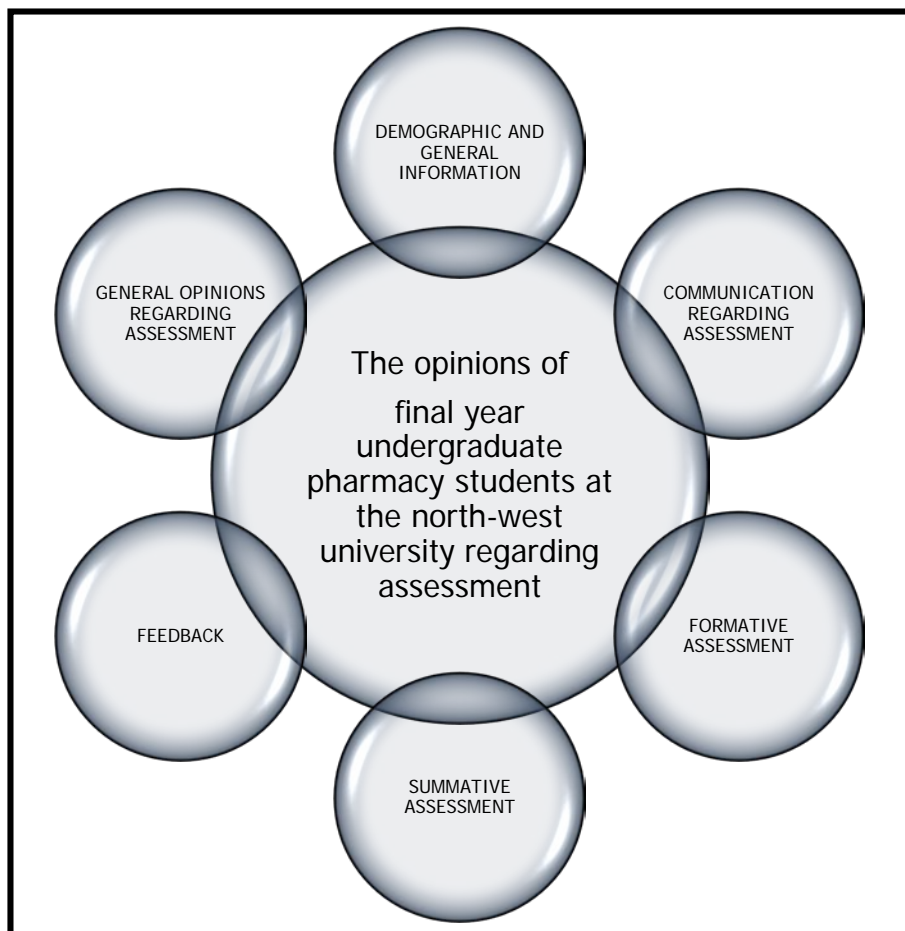 DEMOGRAPHIC AND
GENERAL
INFORMATION
GENERAL OPINIONS
REGARDING
ASSESSMENT
COMMUNICATION
REGARDING
ASSESSMENT
The opinions of
final year
undergraduate
pharmacy students at
the north-west
university regarding
assessment
FEEDBACK
FORMATIVE
ASSESSMENT
SUMMATIVE
ASSESSMENT